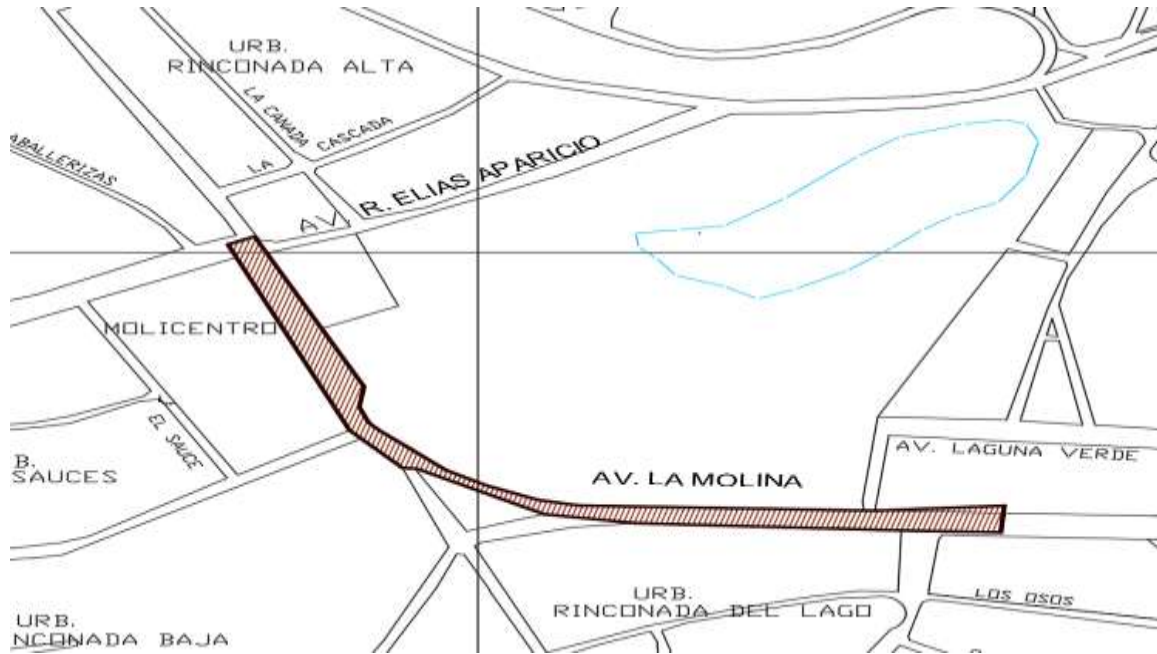 URB.
RINCONADA ALTA
LA CANADA
LA CASCADA
ABALLERIZAS
AV. R. ELIAS APARICIO
MOLICENTRO
EL SAUCE
B.
SAUCES
AV. LAGUNA VERDE
AV. LA MOLINA
URB.
RINCONADA DEL LAGO
LOS OSOS
URB.
NCONADA BAJA